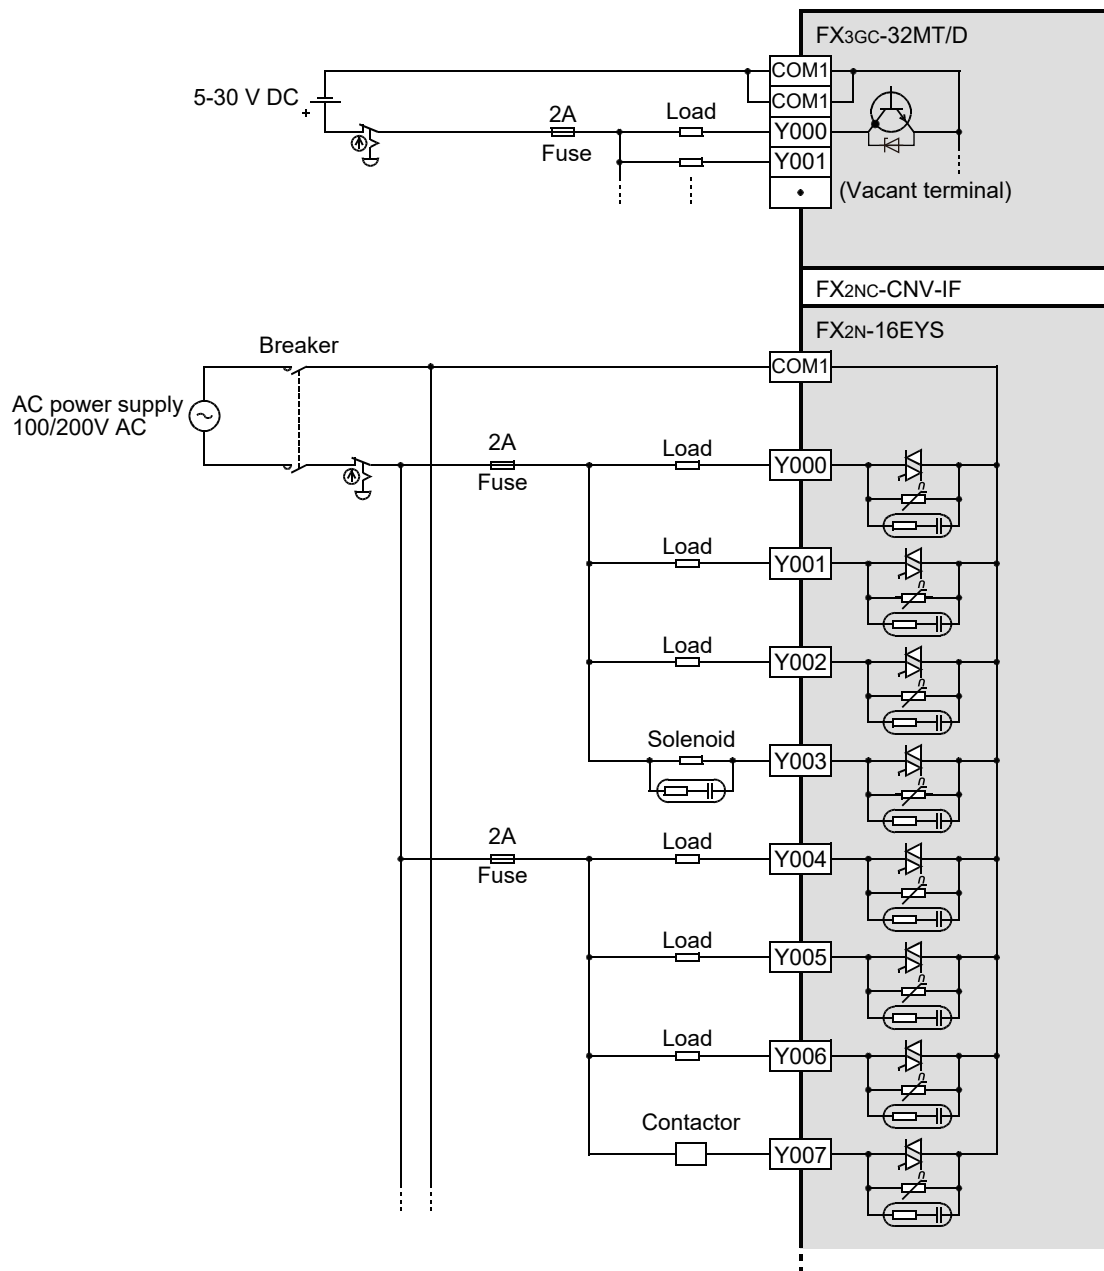 FX3GC-32MT/D
COM1
5-30 V DC
+
COM1
2A
Fuse
Load
Y000
Y001
(Vacant terminal)
FX2NC-CNV-IF
FX2N-16EYS
Breaker
COM1
AC power supply
100/200V AC
2A
Fuse
Load
Y000
n
Load
Y001
n
Load
Y002
n
Solenoid
Y003
n
2A
Fuse
Load
Y004
n
Load
Y005
n
Load
Y006
n
Contactor
Y007
n